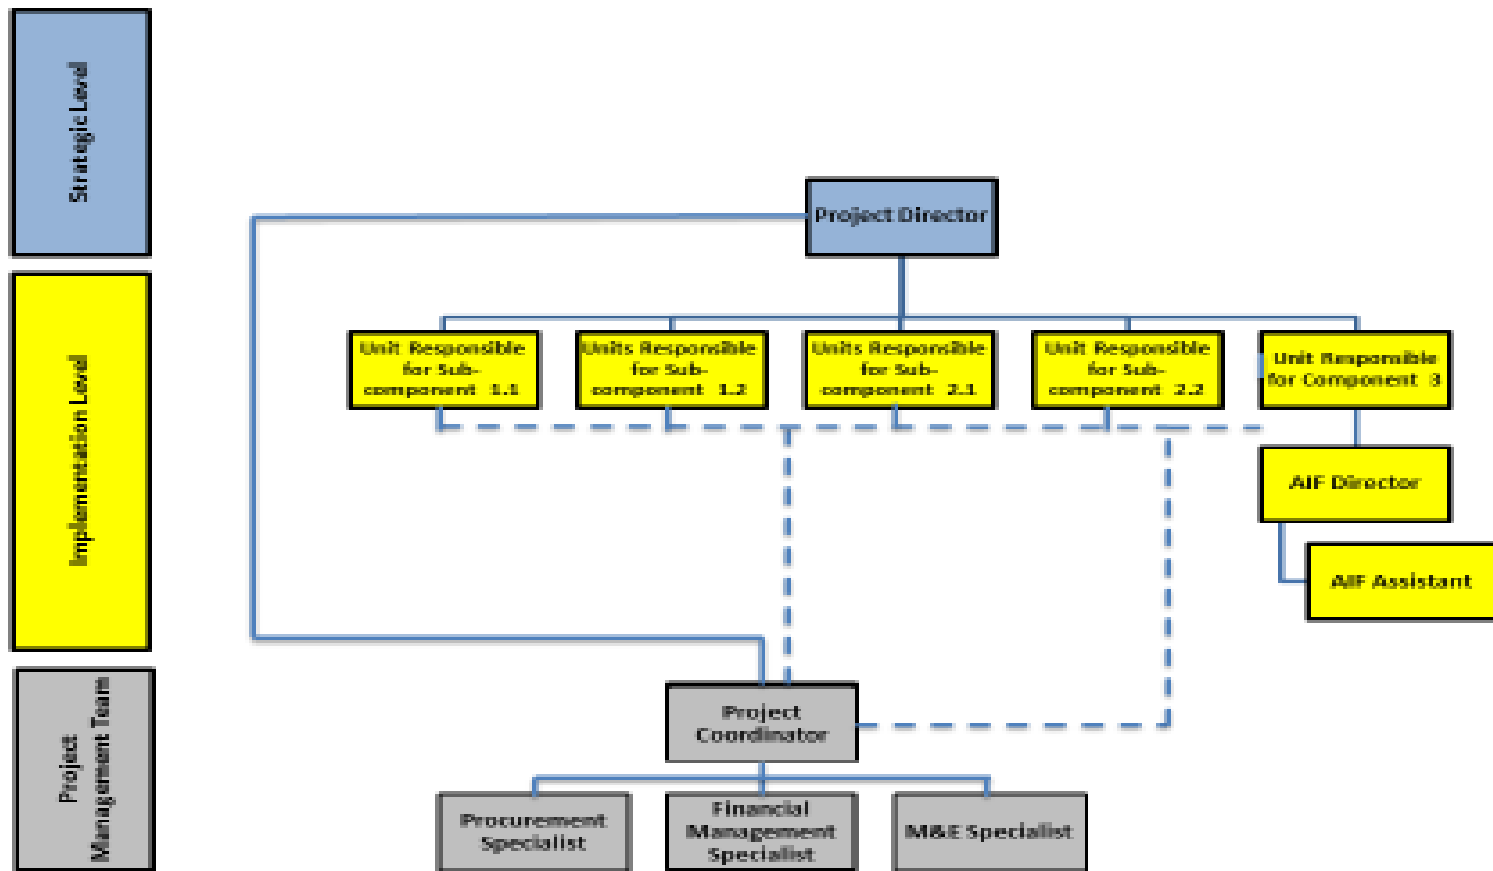 Strategic Level
Project Director
Implementation Level
Unit Responsible
for Sub-
component 1.1
Units Responsible
for Sub-
component 1.2
Units Responsible
for Sub-
component 2.1
Unit Responsible
for Sub-
component 2.2
Unit Responsible
for Component 3
AIF Director
AIF Assistant
Project
Management Team
Project
Coordinator
Procurement
Specialist
Financial
Management
Specialist
M&E Specialist